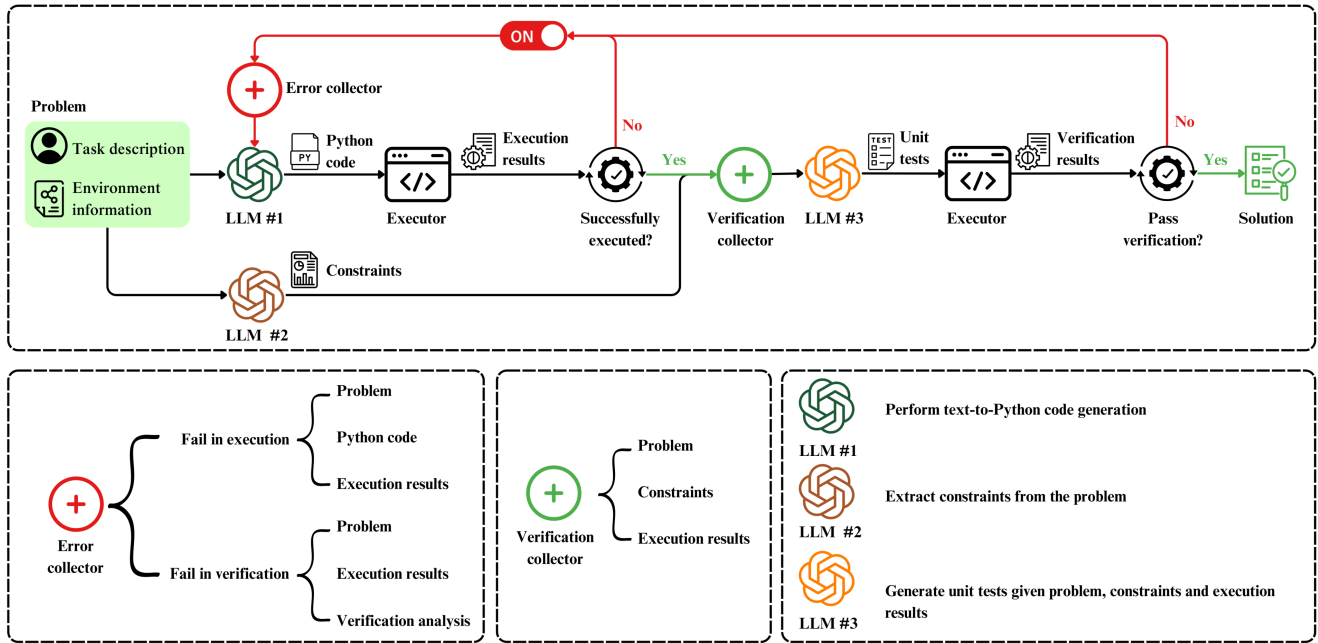 ON
Error collector
Problem
Task description
Environment
information
LLM #1
Python
code
PY
Executor
Execution
results
No
Successfully
executed?
Yes
Verification
collector
LLM #3
TEST
Unit
tests
Executor
Verification
results
No
Pass
verification?
Yes
Solution
LLM #2
Constraints
Error
collector
Fail in execution
Problem
Python code
Execution results
Fail in verification
Problem
Execution results
Verification analysis
Verification
collector
Problem
Constraints
Execution results
LLM #1
Perform text-to-Python code generation
LLM #2
Extract constraints from the problem
LLM #3
Generate unit tests given problem, constraints and execution
results